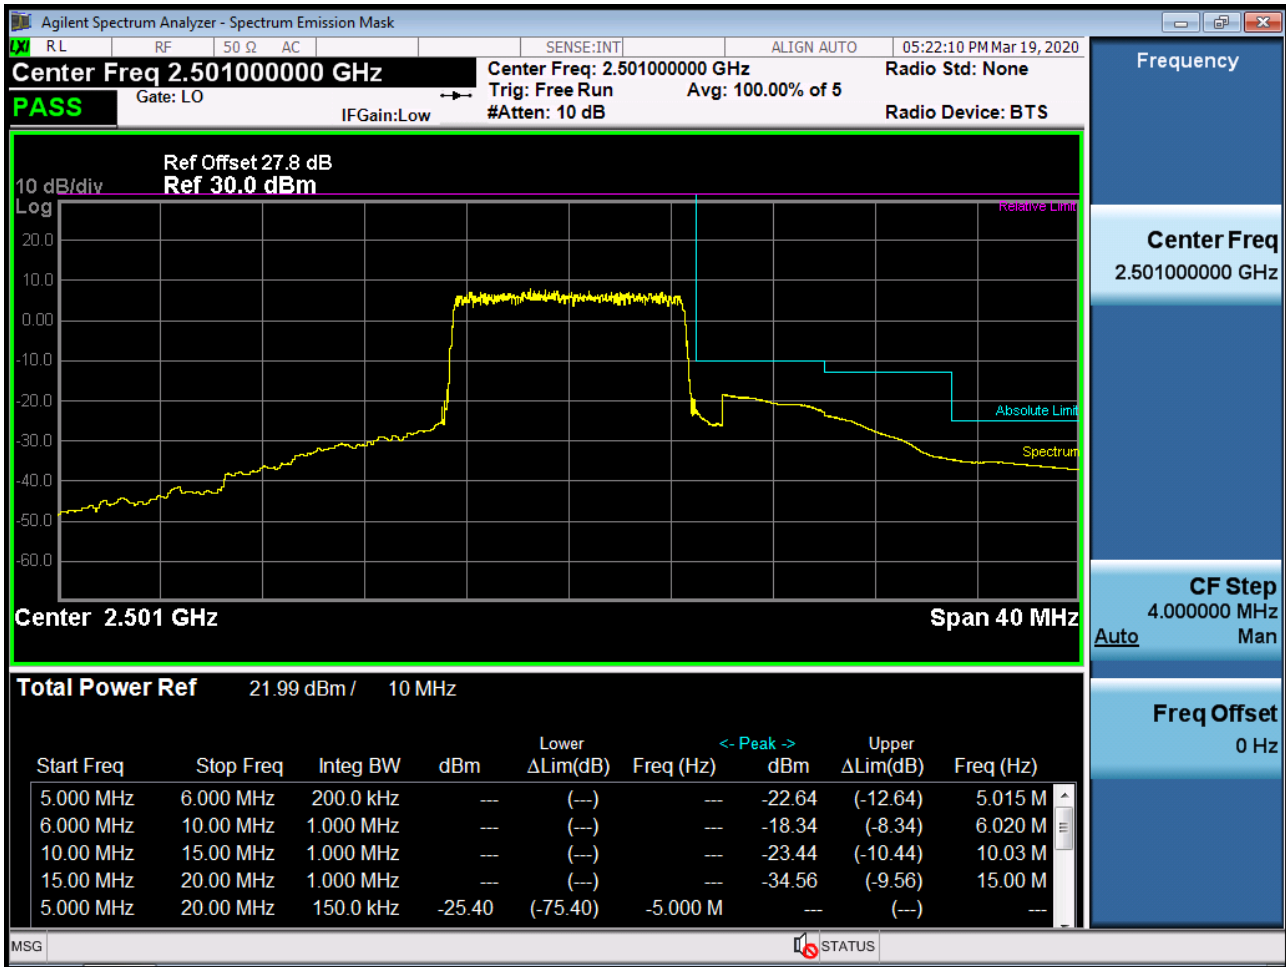 Agilent Spectrum Analyzer - Spectrum Emission Mask
LXI RL RF 50 Ω AC SENSE:INT ALIGN AUTO 05:22:10 PM Mar 19, 2020
Center Freq 2.501000000 GHz
Center Freq: 2.501000000 GHz
Radio Std: None
PASS
Gate: LO
Trig: Free Run
Avg: 100.00% of 5
IFGain:Low
#Atten: 10 dB
Radio Device: BTS
Ref Offset 27.8 dB
10 dB/div
Ref 30.0 dBm
Log
Relative Limit
20.0
10.0
0.00
-10.0
-20.0
Absolute Limit
-30.0
Spectrum
-40.0
-50.0
-60.0
Center 2.501 GHz
Span 40 MHz
Total Power Ref 21.99 dBm / 10 MHz
Lower <- Peak -> Upper
Start Freq Stop Freq Integ BW dBm ΔLim(dB) Freq (Hz) dBm ΔLim(dB) Freq (Hz)
5.000 MHz 6.000 MHz 200.0 kHz --- (---) --- -22.64 (-12.64) 5.015 M
6.000 MHz 10.00 MHz 1.000 MHz --- (---) --- -18.34 (-8.34) 6.020 M
10.00 MHz 15.00 MHz 1.000 MHz --- (---) --- -23.44 (-10.44) 10.03 M
15.00 MHz 20.00 MHz 1.000 MHz --- (---) --- -34.56 (-9.56) 15.00 M
5.000 MHz 20.00 MHz 150.0 kHz -25.40 (-75.40) -5.000 M --- (---) ---
MSG STATUS
Frequency
Center Freq
2.501000000 GHz
CF Step
4.000000 MHz
Auto Man
Freq Offset
0 Hz